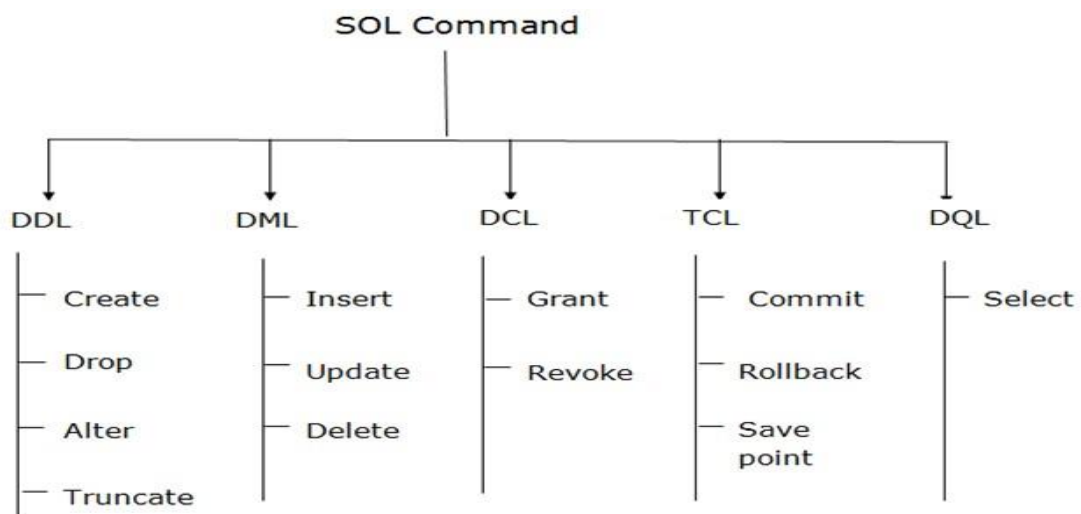 SOL Command
DDL
DML
DCL
TCL
DQL
Create
Drop
Alter
Truncate
Insert
Update
Delete
Grant
Revoke
Commit
Rollback
Save
point
Select